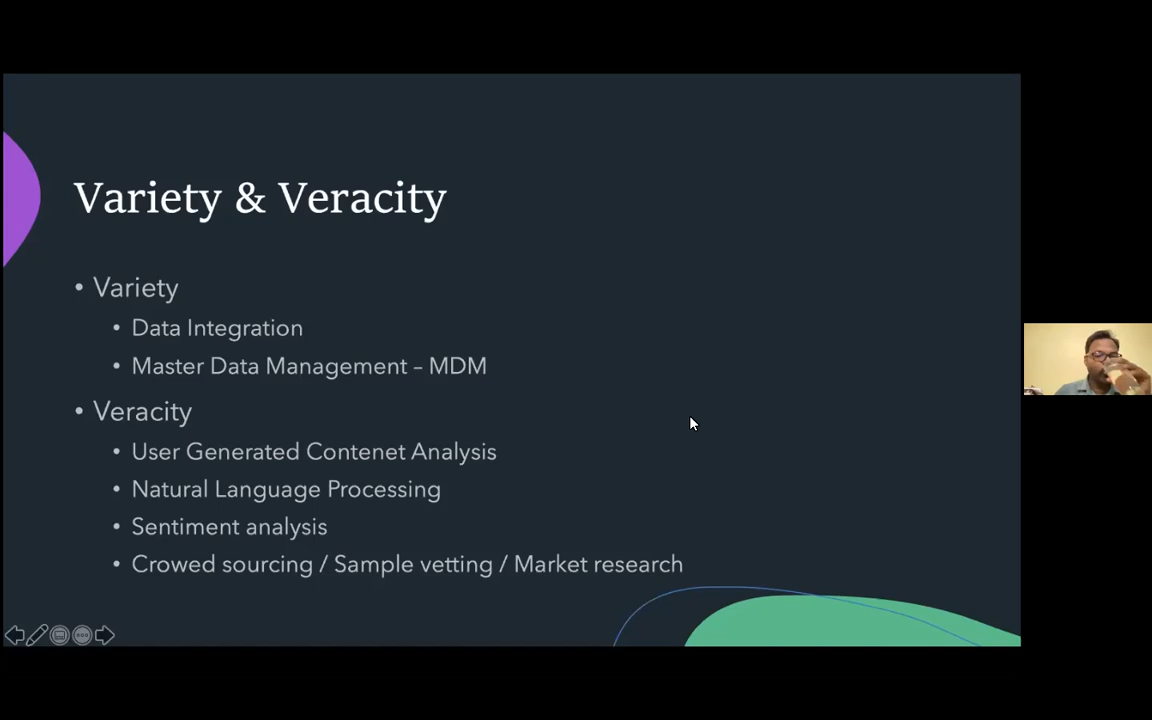 Variety & Veracity
• Variety
• Data Integration
• Master Data Management – MDM
• Veracity
• User Generated Contenet Analysis
• Natural Language Processing
• Sentiment analysis
• Crowed sourcing / Sample vetting / Market research